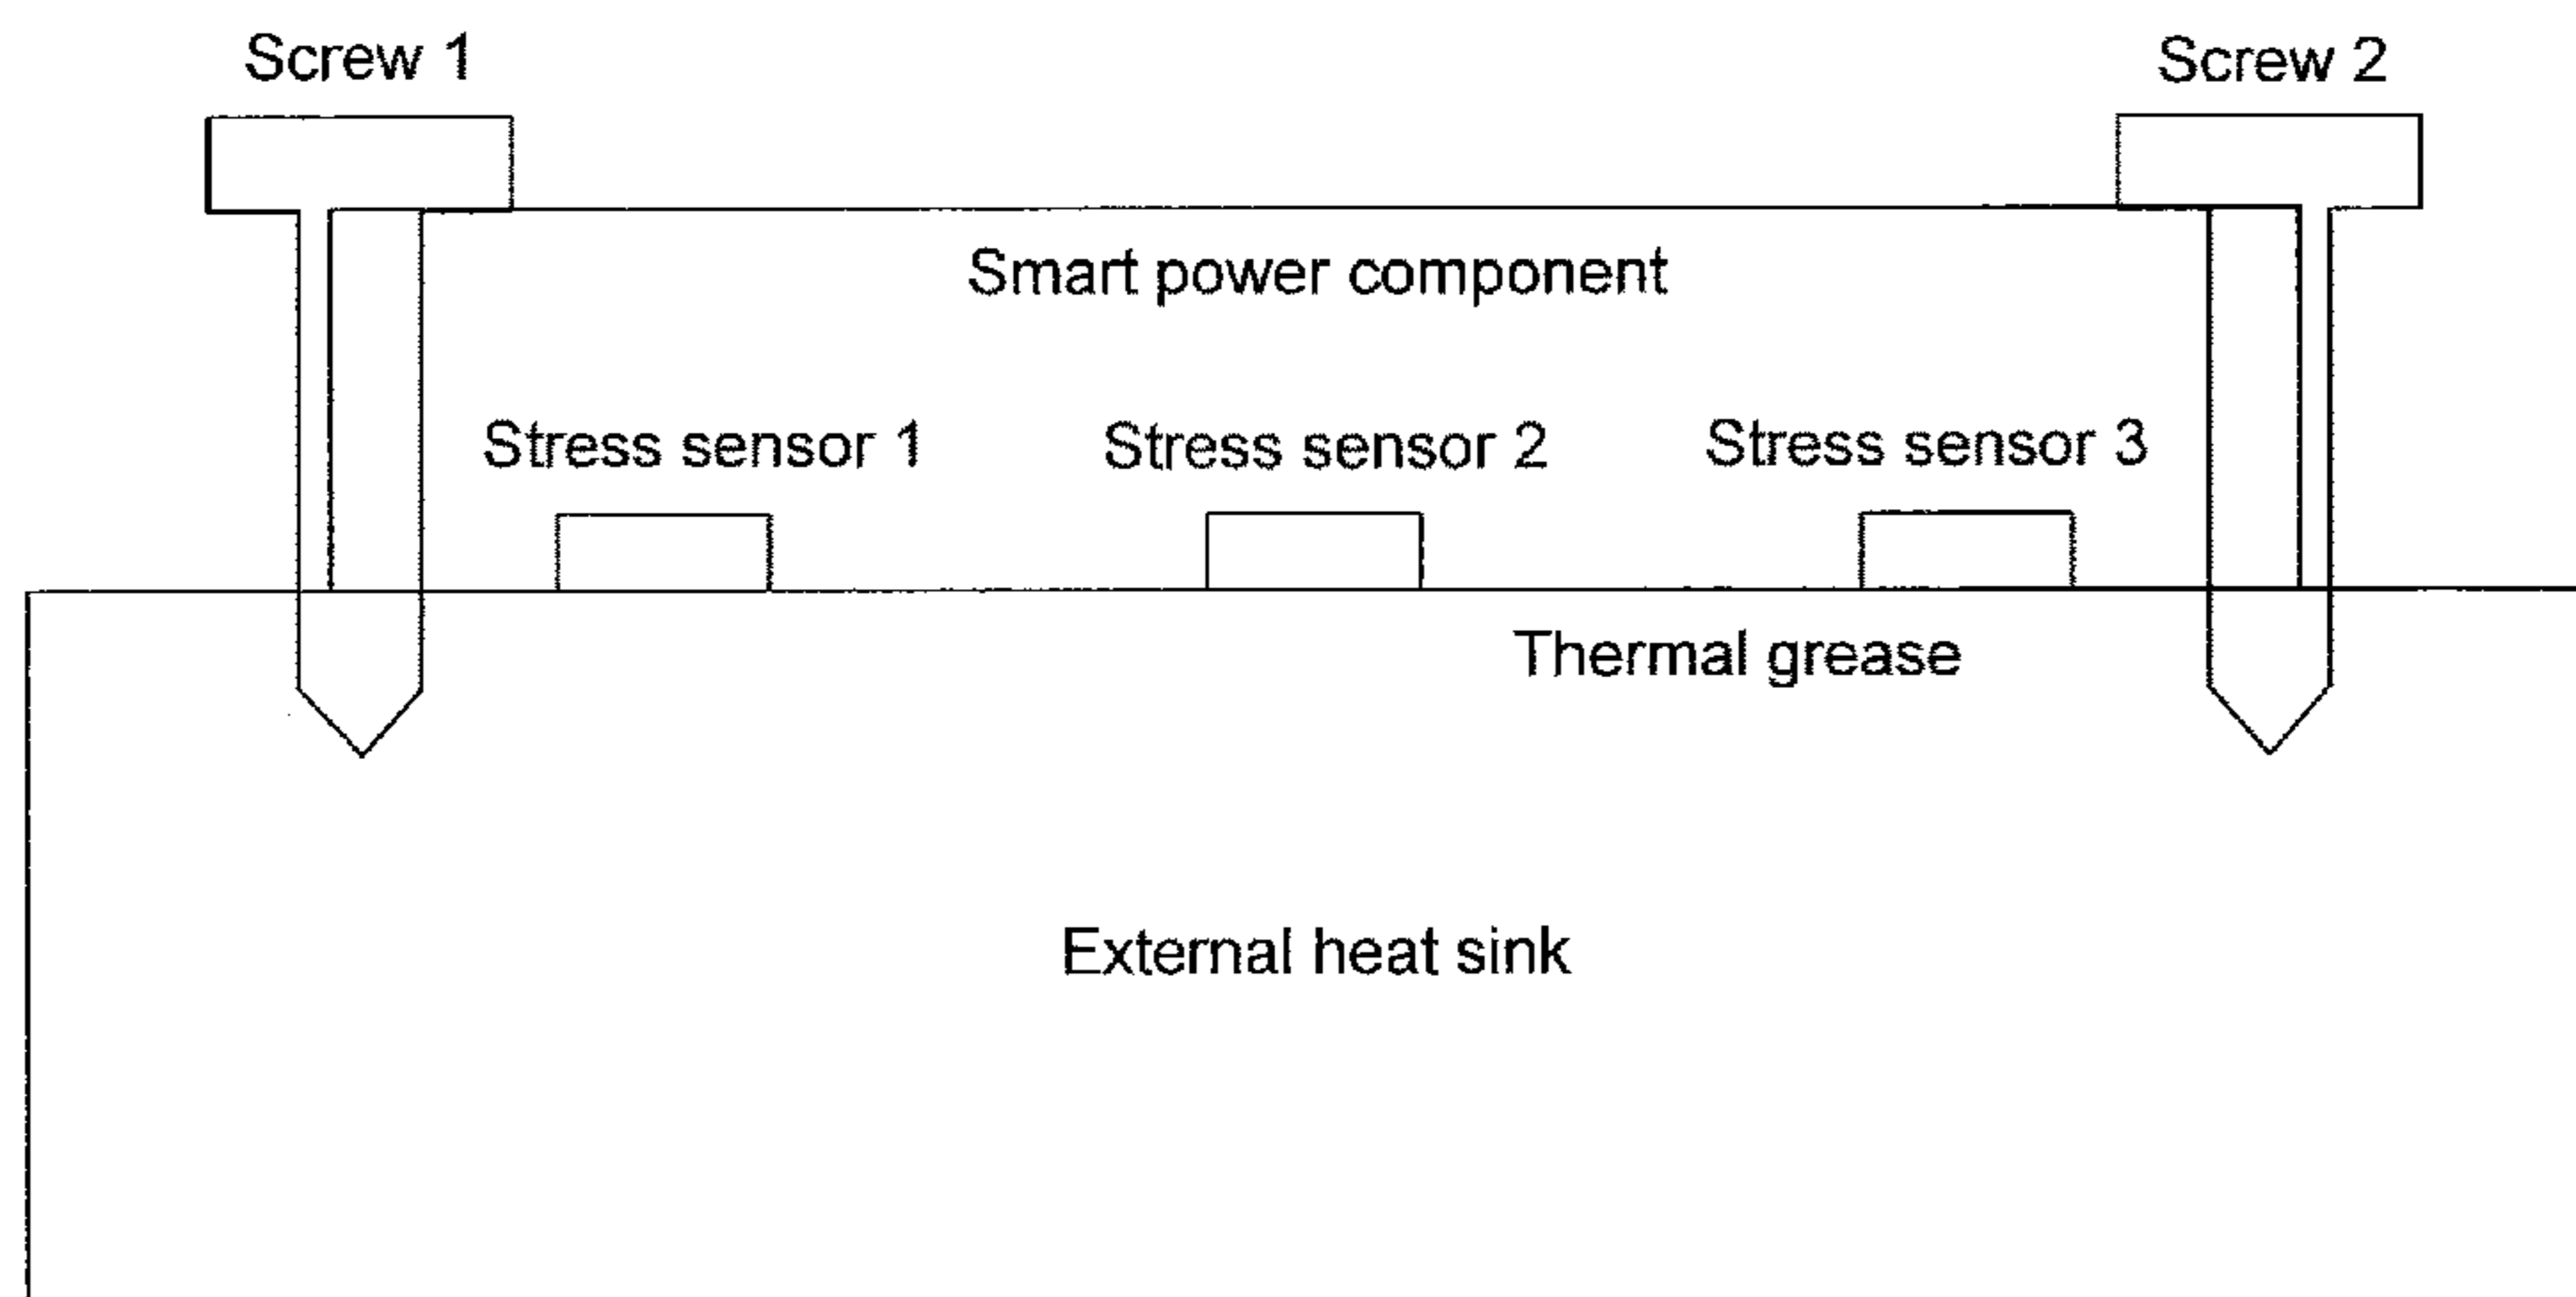 Screw 1
Screw 2
Smart power component
Stress sensor 1
Stress sensor 2
Stress sensor 3
Thermal grease
External heat sink